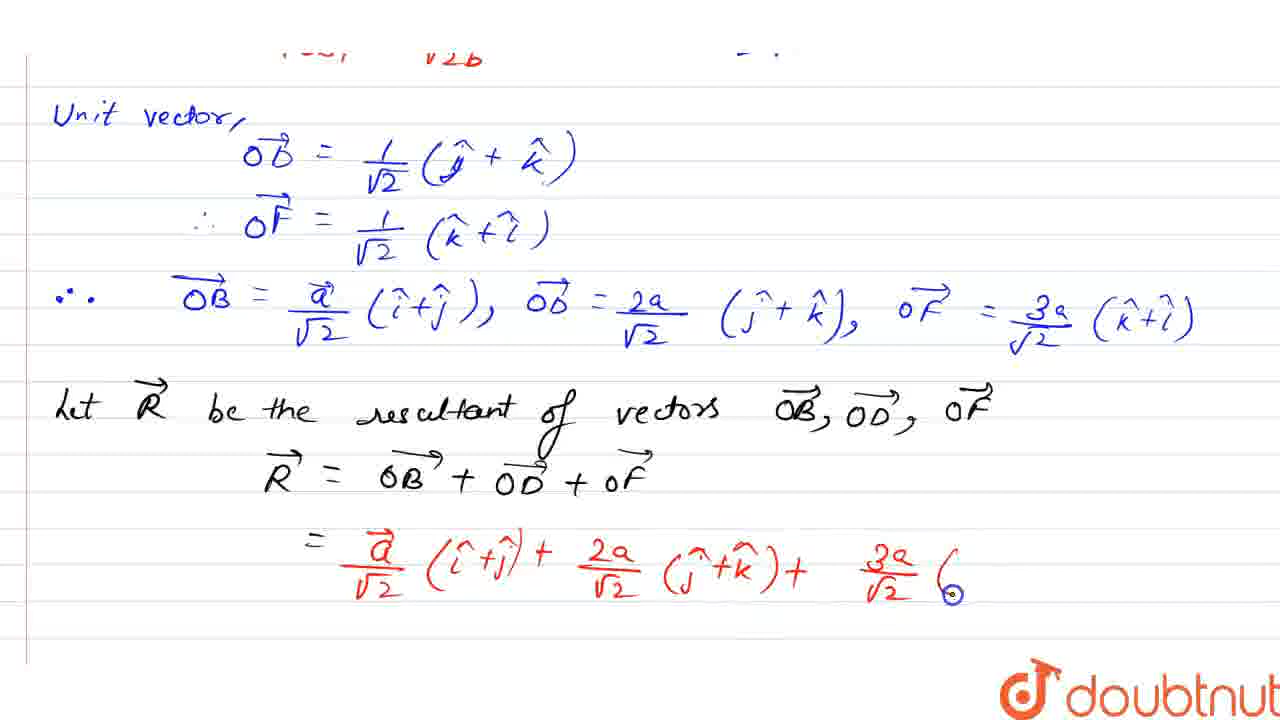 √2b
Unit vector,
OD⃗ = 1/√2 (ĵ + k̂)
∴ OF⃗ = 1/√2 (k̂ + î)
∴ OB⃗ = a⃗/√2 (î + ĵ), OD⃗ = 2a/√2 (ĵ + k̂), OF⃗ = 3a/√2 (k̂ + î)
Let R⃗ be the resultant of vectors OB⃗, OD⃗, OF⃗
R⃗ = OB⃗ + OD⃗ + OF⃗
= a⃗/√2 (î + ĵ) + 2a/√2 (ĵ + k̂) + 3a/√2 (
doubtnut